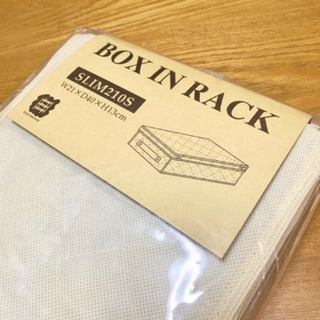 BOX IN RACK
SLIM210S
W21×D40×H13cm